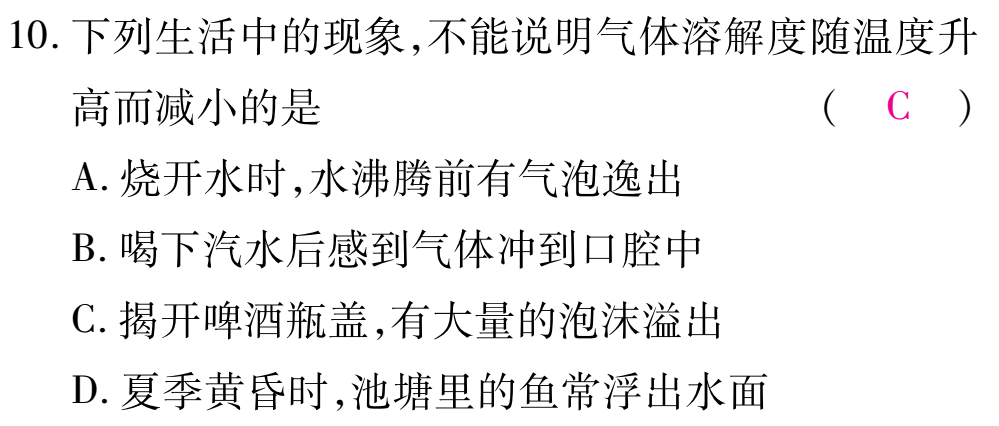 10. 下列生活中的现象,不能说明气体溶解度随温度升
高而减小的是 ( C )
A. 烧开水时,水沸腾前有气泡逸出
B. 喝下汽水后感到气体冲到口腔中
C. 揭开啤酒瓶盖,有大量的泡沫溢出
D. 夏季黄昏时,池塘里的鱼常浮出水面